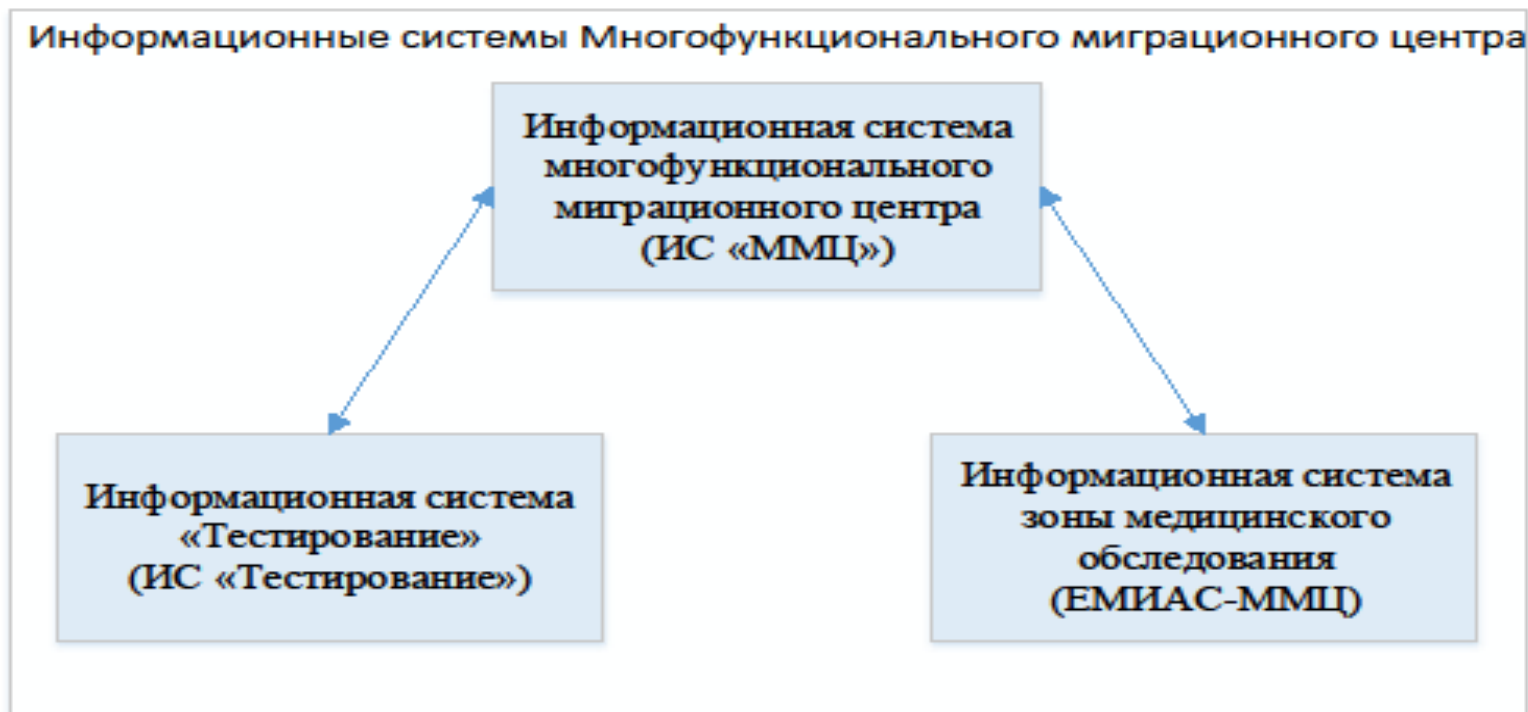 Информационные системы Многофункционального миграционного центра
Информационная система
многофункционального
миграционного центра
(ИС «ММЦ»)
Информационная система
«Тестирование»
(ИС «Тестирование»)
Информационная система
зоны медицинского
обследования
(ЕМИАС-ММЦ)